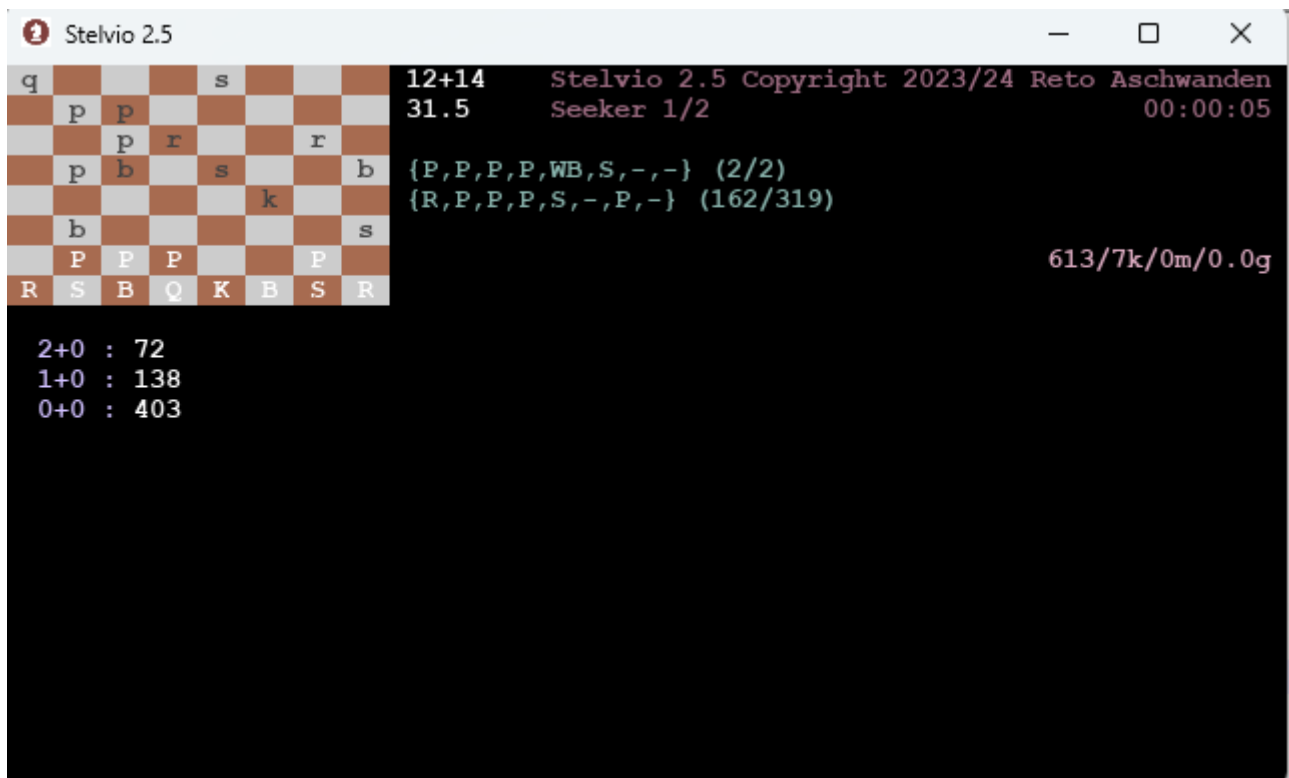 Stelvio 2.5
q s
p p
p r r
p b s b
k
b s
P P P P
R S B Q K B S R
12+14 Stelvio 2.5 Copyright 2023/24 Reto Aschwanden
31.5 Seeker 1/2 00:00:05
{P,P,P,P,WB,S,-,-} (2/2)
{R,P,P,P,S,-,P,-} (162/319)
613/7k/0m/0.0g
2+0 : 72
1+0 : 138
0+0 : 403